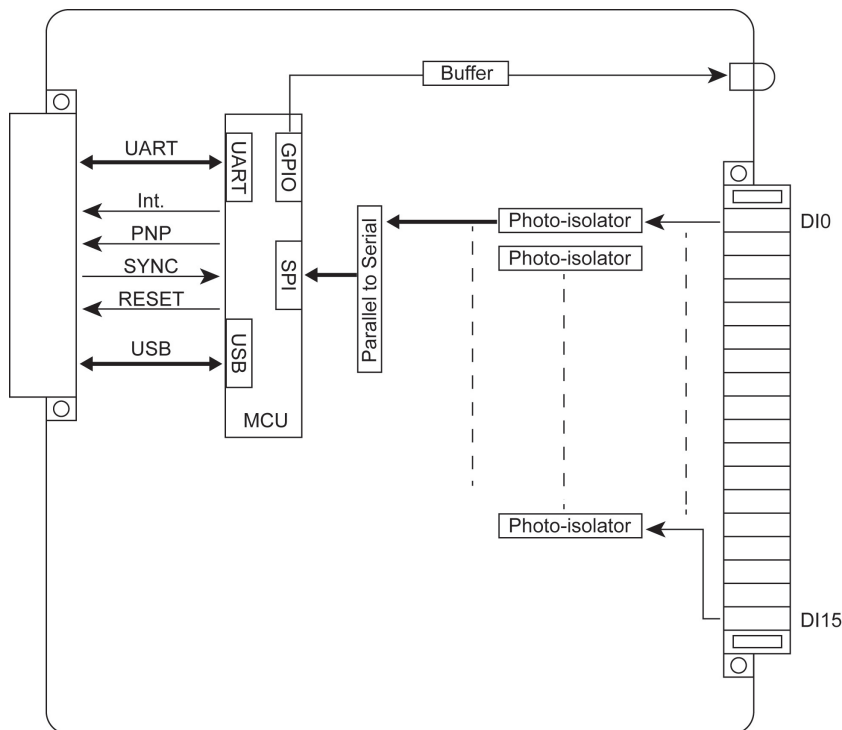 Buffer
UART
UART
GPIO
Int.
PNP
SYNC
RESET
USB
SPI
USB
MCU
Parallel to Serial
Photo-isolator
Photo-isolator
Photo-isolator
DI0
DI15